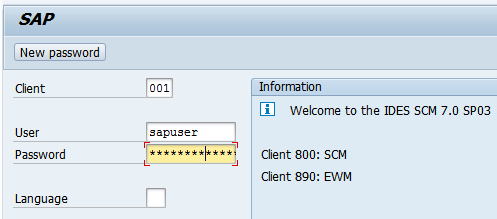 SAP
New password
Client 001
Information
Welcome to the IDES SCM 7.0 SP03
User sapuser
Password *************
Client 800: SCM
Client 890: EWM
Language